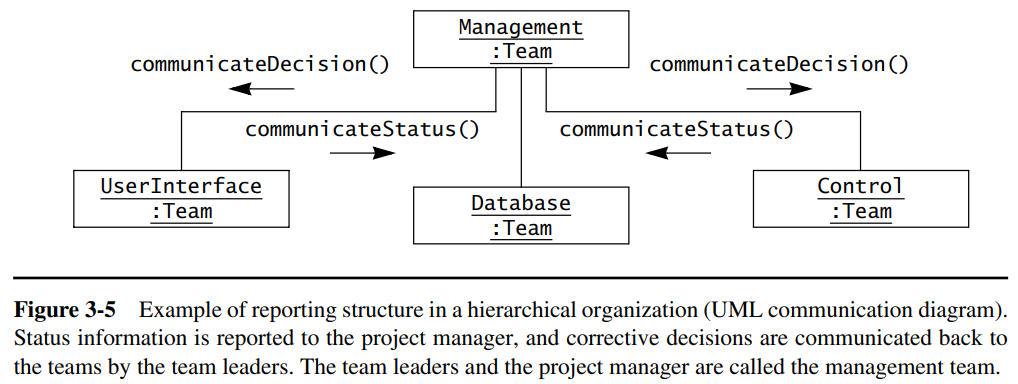 Management
:Team
communicateDecision()
communicateDecision()
communicateStatus()
communicateStatus()
UserInterface
:Team
Database
:Team
Control
:Team
Figure 3-5 Example of reporting structure in a hierarchical organization (UML communication diagram).
Status information is reported to the project manager, and corrective decisions are communicated back to
the teams by the team leaders. The team leaders and the project manager are called the management team.